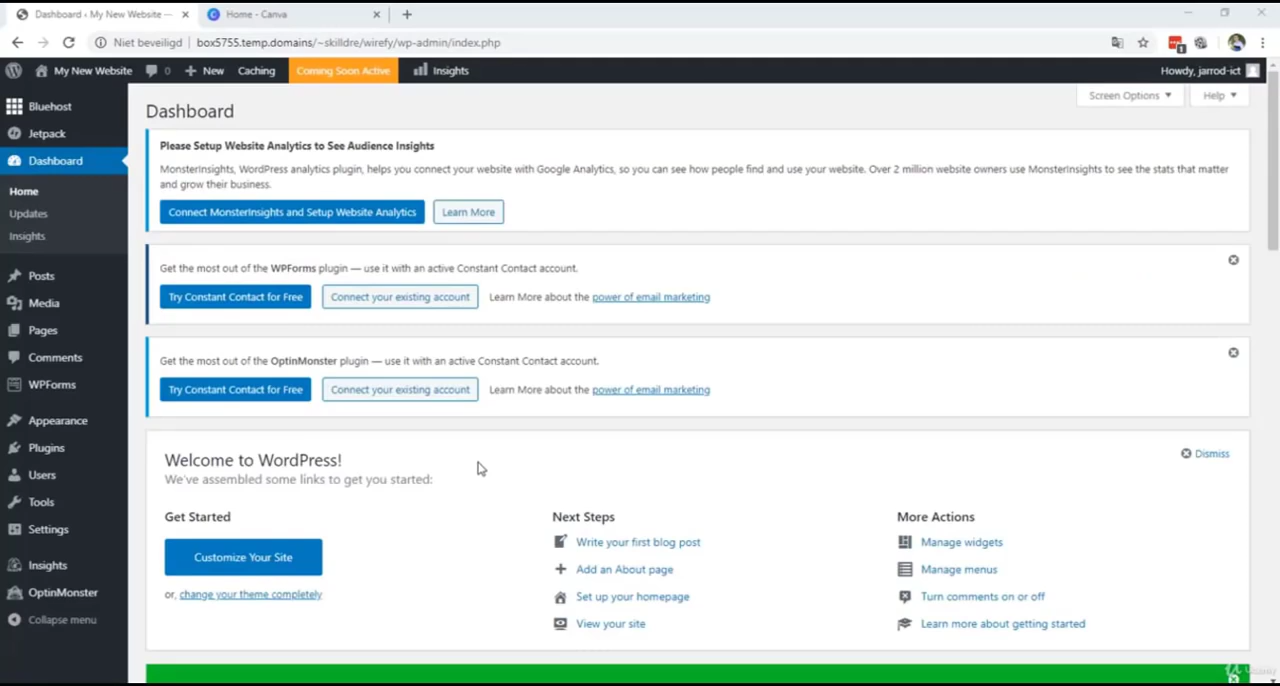 Dashboard ‹ My New Website —
Home - Canva
Niet beveiligd
box5755.temp.domains/~skilldre/wirefy/wp-admin/index.php
My New Website
0
New
Caching
Coming Soon Active
Insights
Howdy, jarrod-ict
Screen Options
Help
Bluehost
Jetpack
Dashboard
Home
Updates
Insights
Posts
Media
Pages
Comments
WPForms
Appearance
Plugins
Users
Tools
Settings
Insights
OptinMonster
Collapse menu
Dashboard
Please Setup Website Analytics to See Audience Insights
MonsterInsights, WordPress analytics plugin, helps you connect your website with Google Analytics, so you can see how people find and use your website. Over 2 million website owners use MonsterInsights to see the stats that matter
and grow their business.
Connect MonsterInsights and Setup Website Analytics
Learn More
Get the most out of the WPForms plugin — use it with an active Constant Contact account.
Try Constant Contact for Free
Connect your existing account
Learn More about the power of email marketing
Get the most out of the OptinMonster plugin — use it with an active Constant Contact account.
Try Constant Contact for Free
Connect your existing account
Learn More about the power of email marketing
Welcome to WordPress!
We've assembled some links to get you started:
Dismiss
Get Started
Customize Your Site
or, change your theme completely
Next Steps
Write your first blog post
Add an About page
Set up your homepage
View your site
More Actions
Manage widgets
Manage menus
Turn comments on or off
Learn more about getting started
Udemy